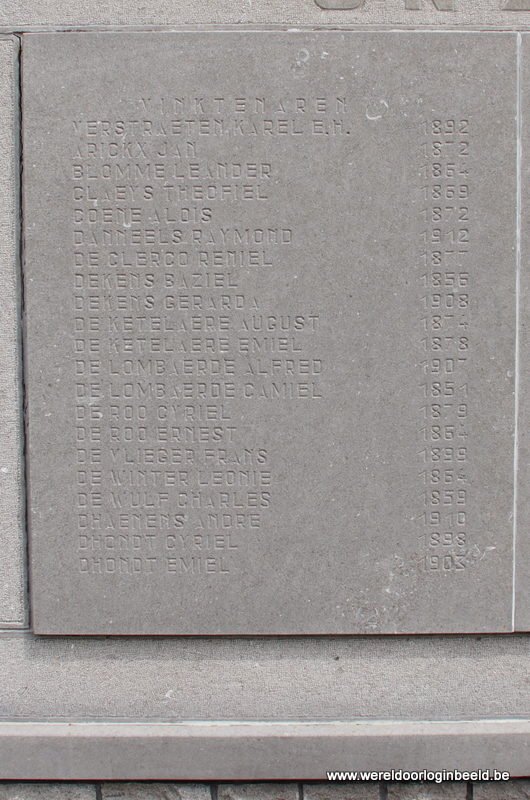 VINKTENAREN
VERSTRAETEN KAREL E.H. 1892
ARICKX JAN 1872
BLOMME LEANDER 1864
CLAEYS THEOFIEL 1869
COENE ALOIS 1872
DANNEELS RAYMOND 1912
DE CLERCQ REMIEL 1877
DEKENS BAZIEL 1856
DEKENS GERARDA 1908
DE KETELAERE AUGUST 1874
DE KETELAERE EMIEL 1878
DE LOMBAERDE ALFRED 1907
DE LOMBAERDE CAMIEL 1851
DE ROO CYRIEL 1879
DE ROO ERNEST 1864
DE VLIEGER FRANS 1899
DE WINTER LEONIE 1864
DE WULF CHARLES 1859
DHAENENS ANDRE 1910
DHONDT CYRIEL 1898
DHONDT EMIEL 1903
www.wereldoorloginbeeld.be